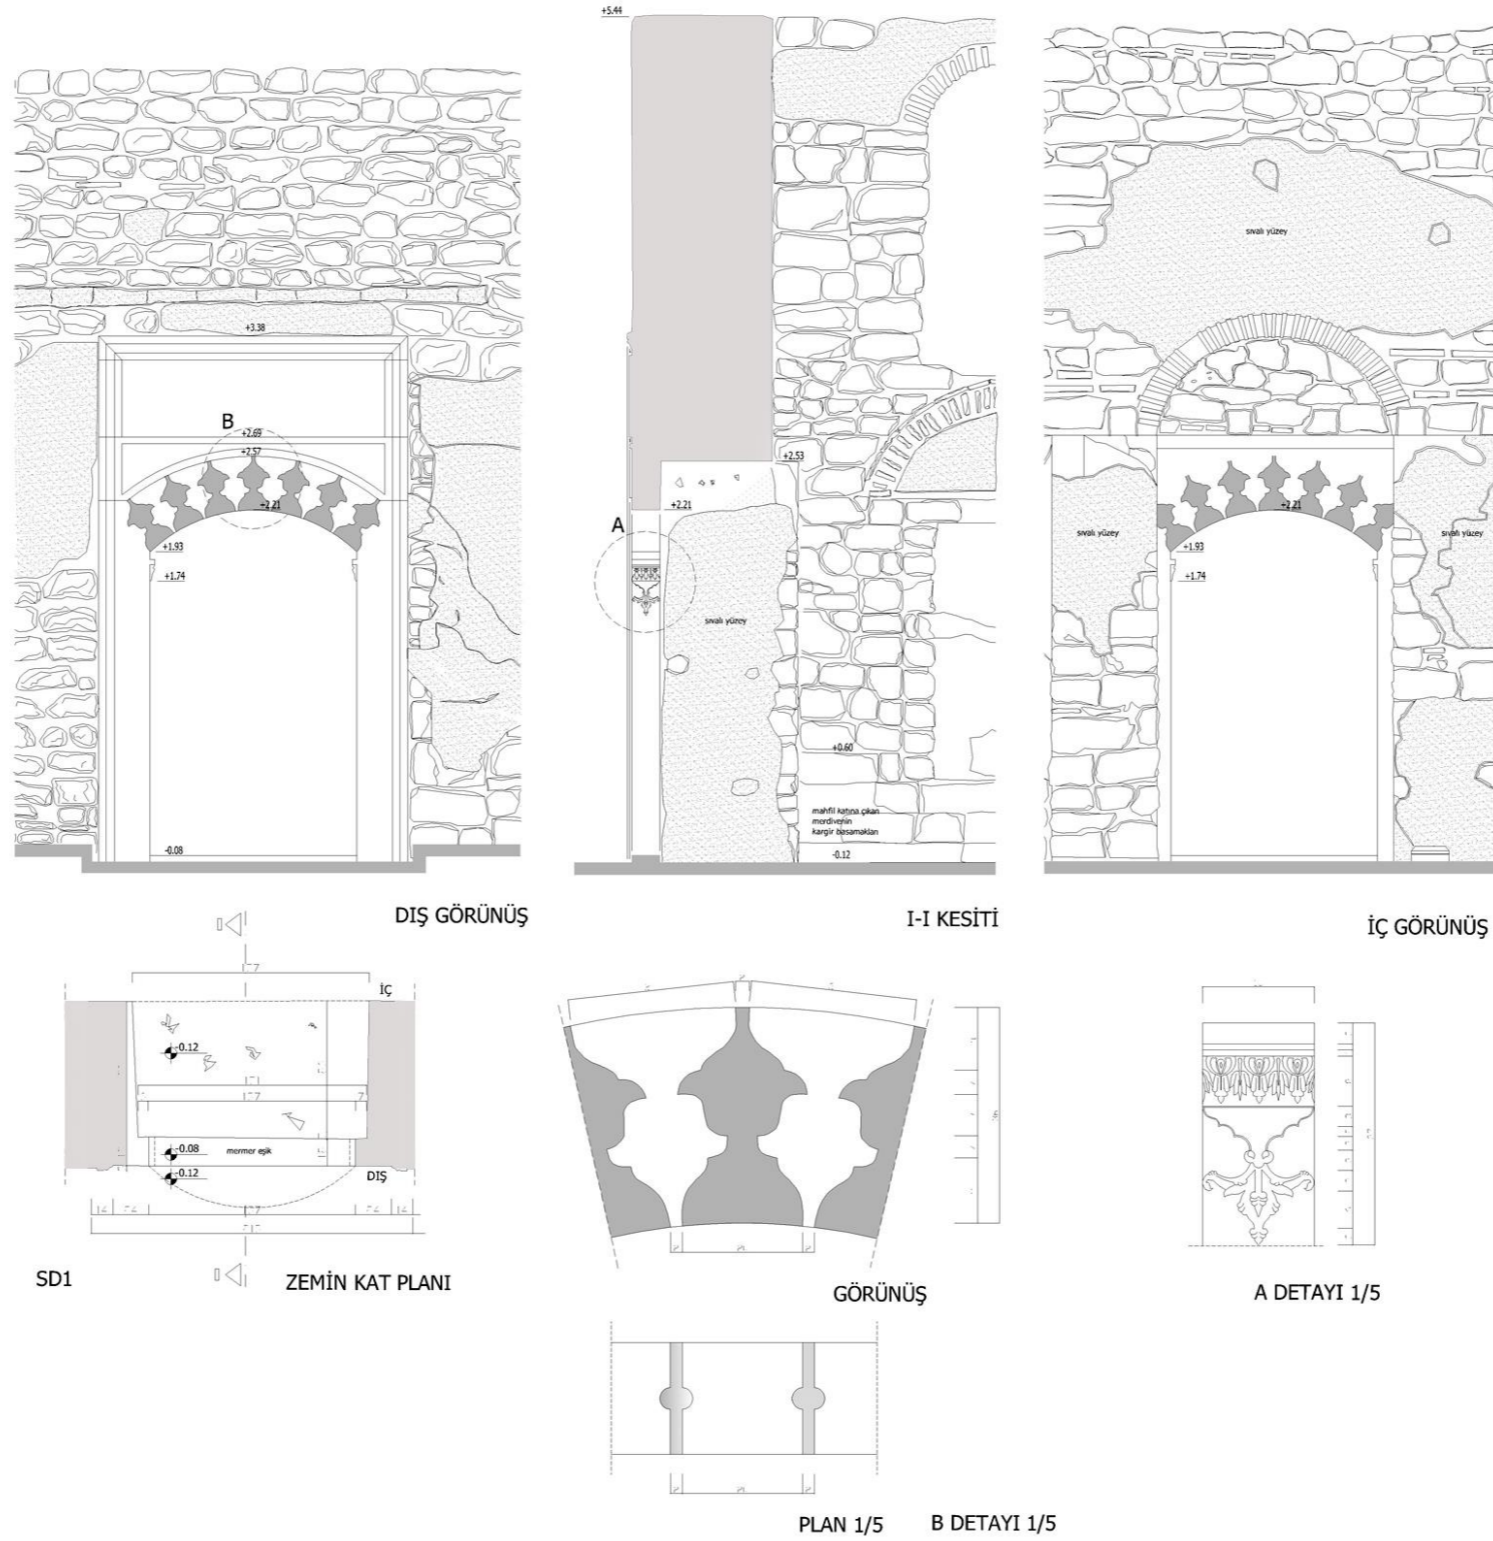 +3.38
B
+2.69
+2.57
+2.21
+1.93
+1.74
-0.08
DIŞ GÖRÜNÜŞ
+5.44
+2.53
+2.21
A
sıvalı yüzey
+0.60
mahfil katına çıkan
merdivenin
kargir basamakları
-0.12
I-I KESİTİ
sıvalı yüzey
sıvalı yüzey
+2.21
sıvalı yüzey
+1.93
+1.74
İÇ GÖRÜNÜŞ
İÇ
-0.12
-0.08
mermer eşik
-0.12
DIŞ
SD1
ZEMİN KAT PLANI
GÖRÜNÜŞ
A DETAYI 1/5
PLAN 1/5
B DETAYI 1/5